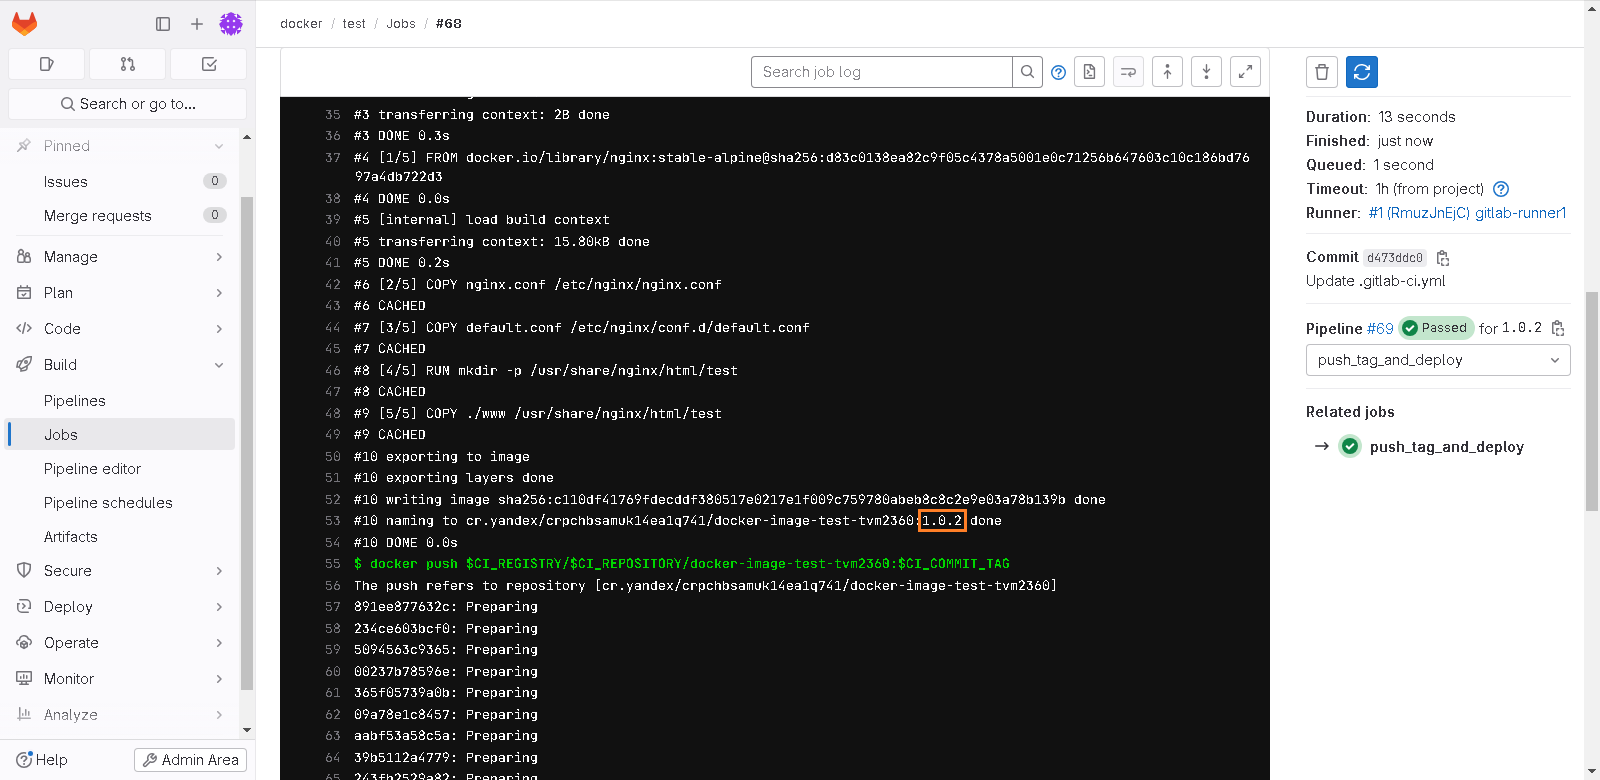 docker / test / Jobs / #68
Search or go to...
Pinned
Issues 0
Merge requests 0
Manage
Plan
Code
Build
Pipelines
Jobs
Pipeline editor
Pipeline schedules
Artifacts
Secure
Deploy
Operate
Monitor
Analyze
Help
Admin Area
Search job log
35 #3 transferring context: 2B done
36 #3 DONE 0.3s
37 #4 [1/5] FROM docker.io/library/nginx:stable-alpine@sha256:d83c0138ea82c9f05c4378a5001e0c71256b647603c10c186bd76
97a4db722d3
38 #4 DONE 0.0s
39 #5 [internal] load build context
40 #5 transferring context: 15.80kB done
41 #5 DONE 0.2s
42 #6 [2/5] COPY nginx.conf /etc/nginx/nginx.conf
43 #6 CACHED
44 #7 [3/5] COPY default.conf /etc/nginx/conf.d/default.conf
45 #7 CACHED
46 #8 [4/5] RUN mkdir -p /usr/share/nginx/html/test
47 #8 CACHED
48 #9 [5/5] COPY ./www /usr/share/nginx/html/test
49 #9 CACHED
50 #10 exporting to image
51 #10 exporting layers done
52 #10 writing image sha256:c110df41769fdecddf380517e0217e1f009c759780abeb8c8c2e9e03a78b139b done
53 #10 naming to cr.yandex/crpchbsamuk14ea1q741/docker-image-test-tvm2360:1.0.2 done
54 #10 DONE 0.0s
55 $ docker push $CI_REGISTRY/$CI_REPOSITORY/docker-image-test-tvm2360:$CI_COMMIT_TAG
56 The push refers to repository [cr.yandex/crpchbsamuk14ea1q741/docker-image-test-tvm2360]
57 891ee877632c: Preparing
58 234ce603bcf0: Preparing
59 5094563c9365: Preparing
60 00237b78596e: Preparing
61 365f05739a0b: Preparing
62 09a78e1c8457: Preparing
63 aabf53a58c5a: Preparing
64 39b5112a4779: Preparing
65 243fb2529a82: Preparing
Duration: 13 seconds
Finished: just now
Queued: 1 second
Timeout: 1h (from project)
Runner: #1 (RmuzJnEjC) gitlab-runner1
Commit d473ddc0
Update .gitlab-ci.yml
Pipeline #69 Passed for 1.0.2
push_tag_and_deploy
Related jobs
→ push_tag_and_deploy